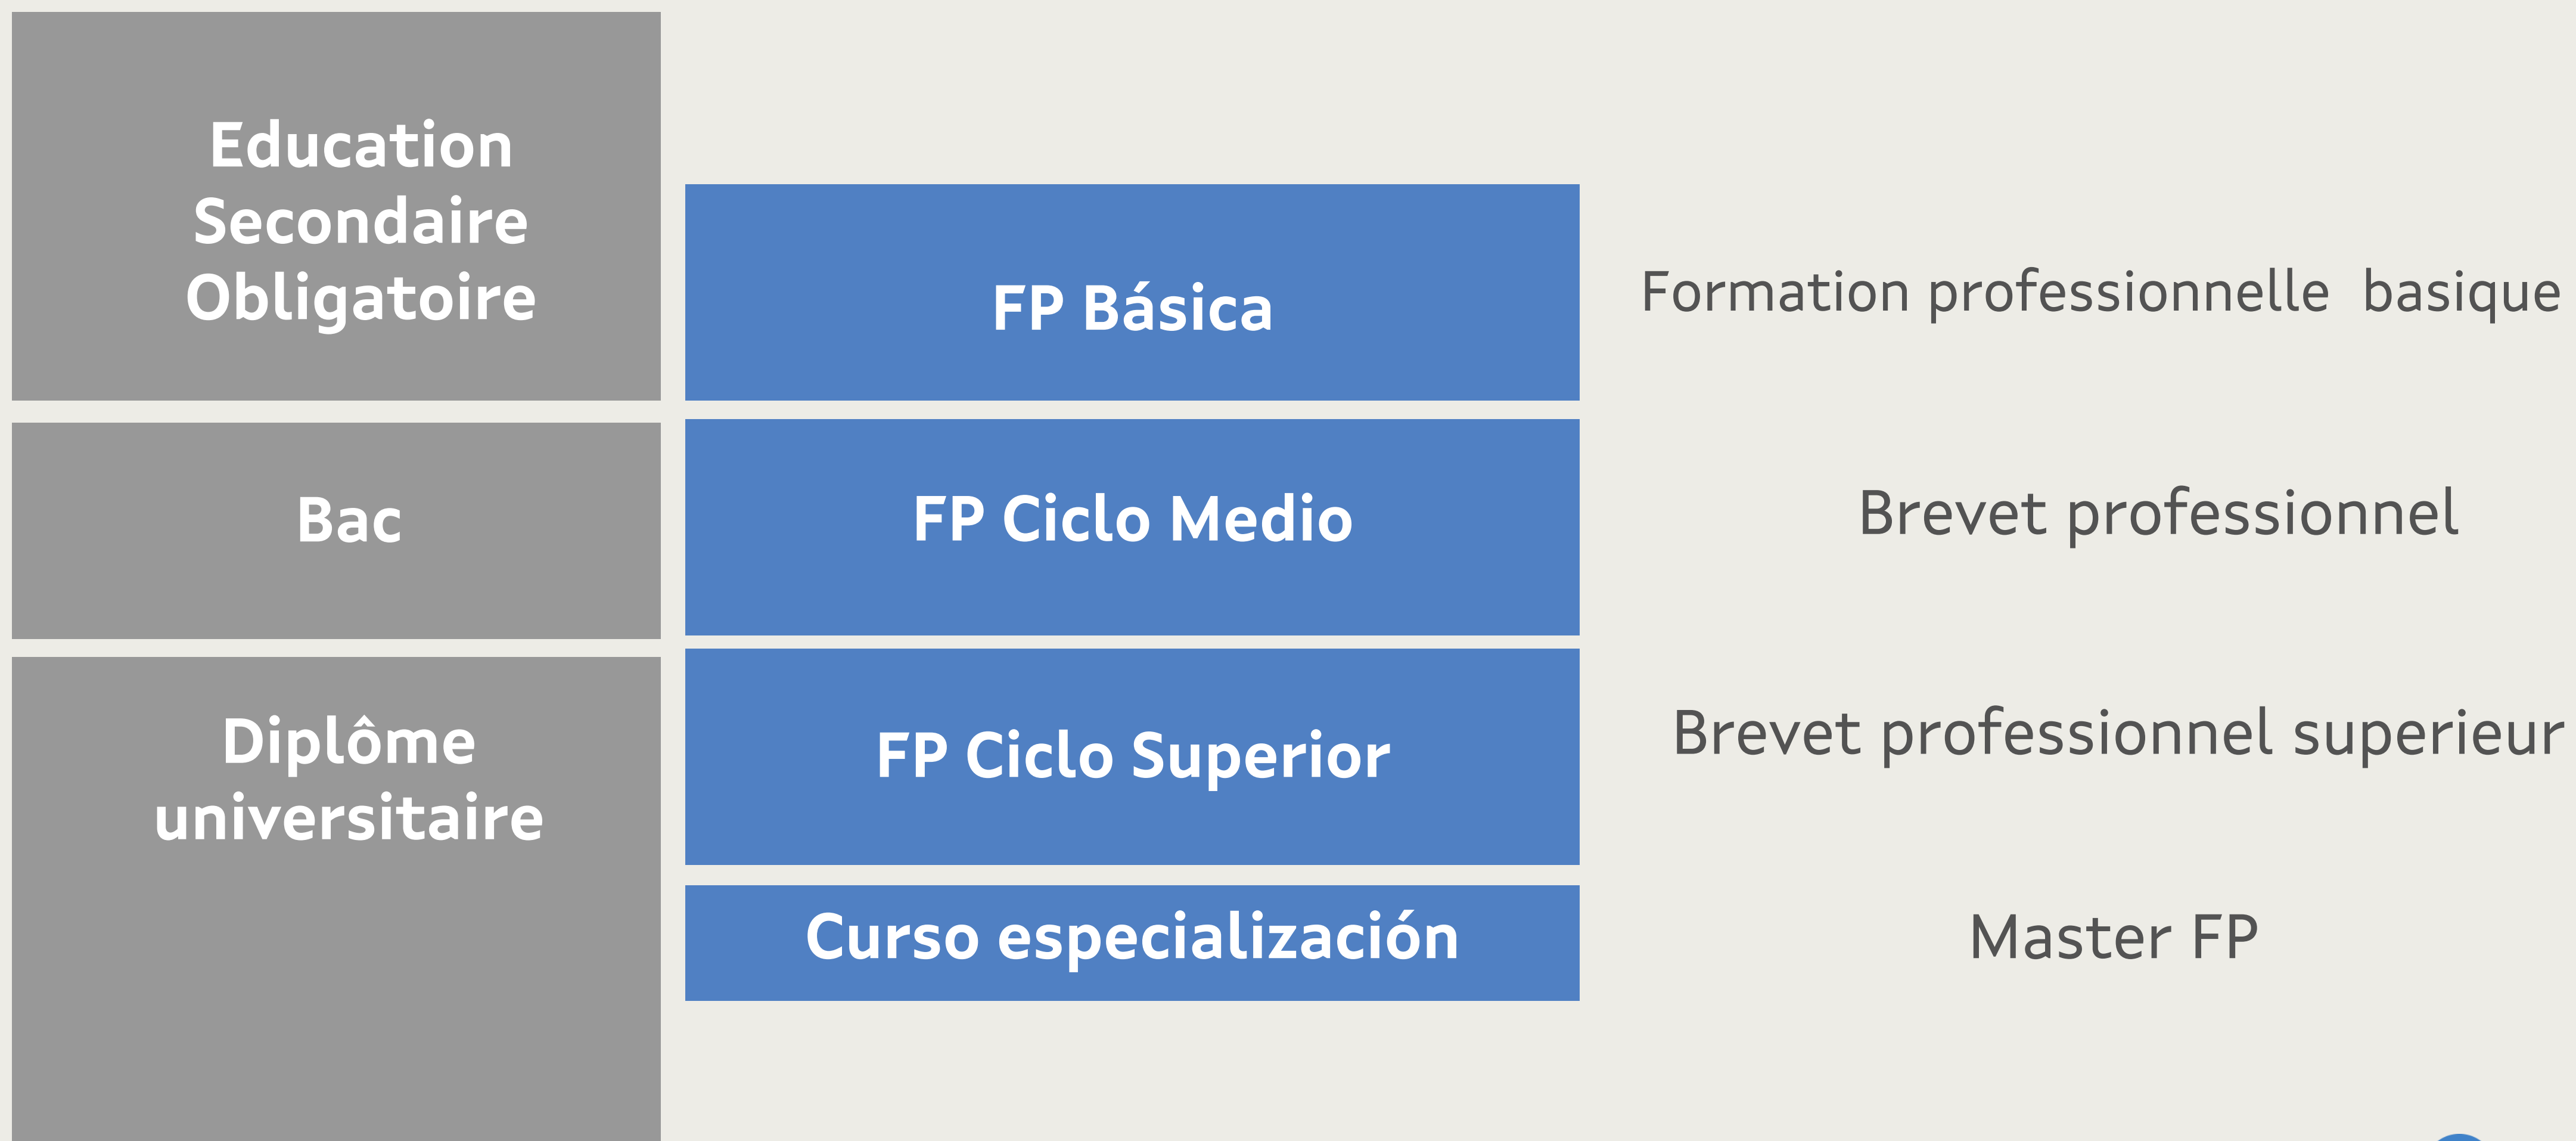 Education
Secondaire
Obligatoire
FP Básica
Formation professionnelle basique
Bac
FP Ciclo Medio
Brevet professionnel
Diplôme
universitaire
FP Ciclo Superior
Brevet professionnel superieur
Curso especialización
Master FP